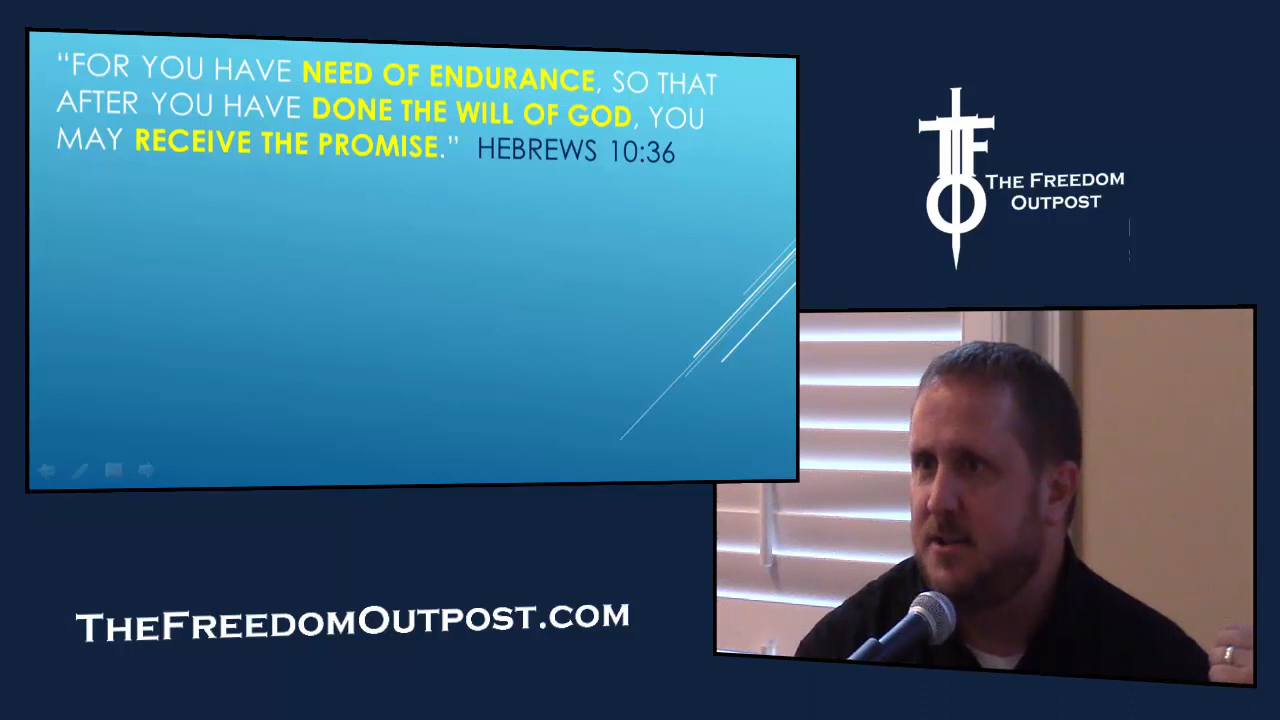 “FOR YOU HAVE NEED OF ENDURANCE, SO THAT
AFTER YOU HAVE DONE THE WILL OF GOD, YOU
MAY RECEIVE THE PROMISE.” HEBREWS 10:36
TF
O
THE FREEDOM
OUTPOST
THEFREEDOMOUTPOST.COM